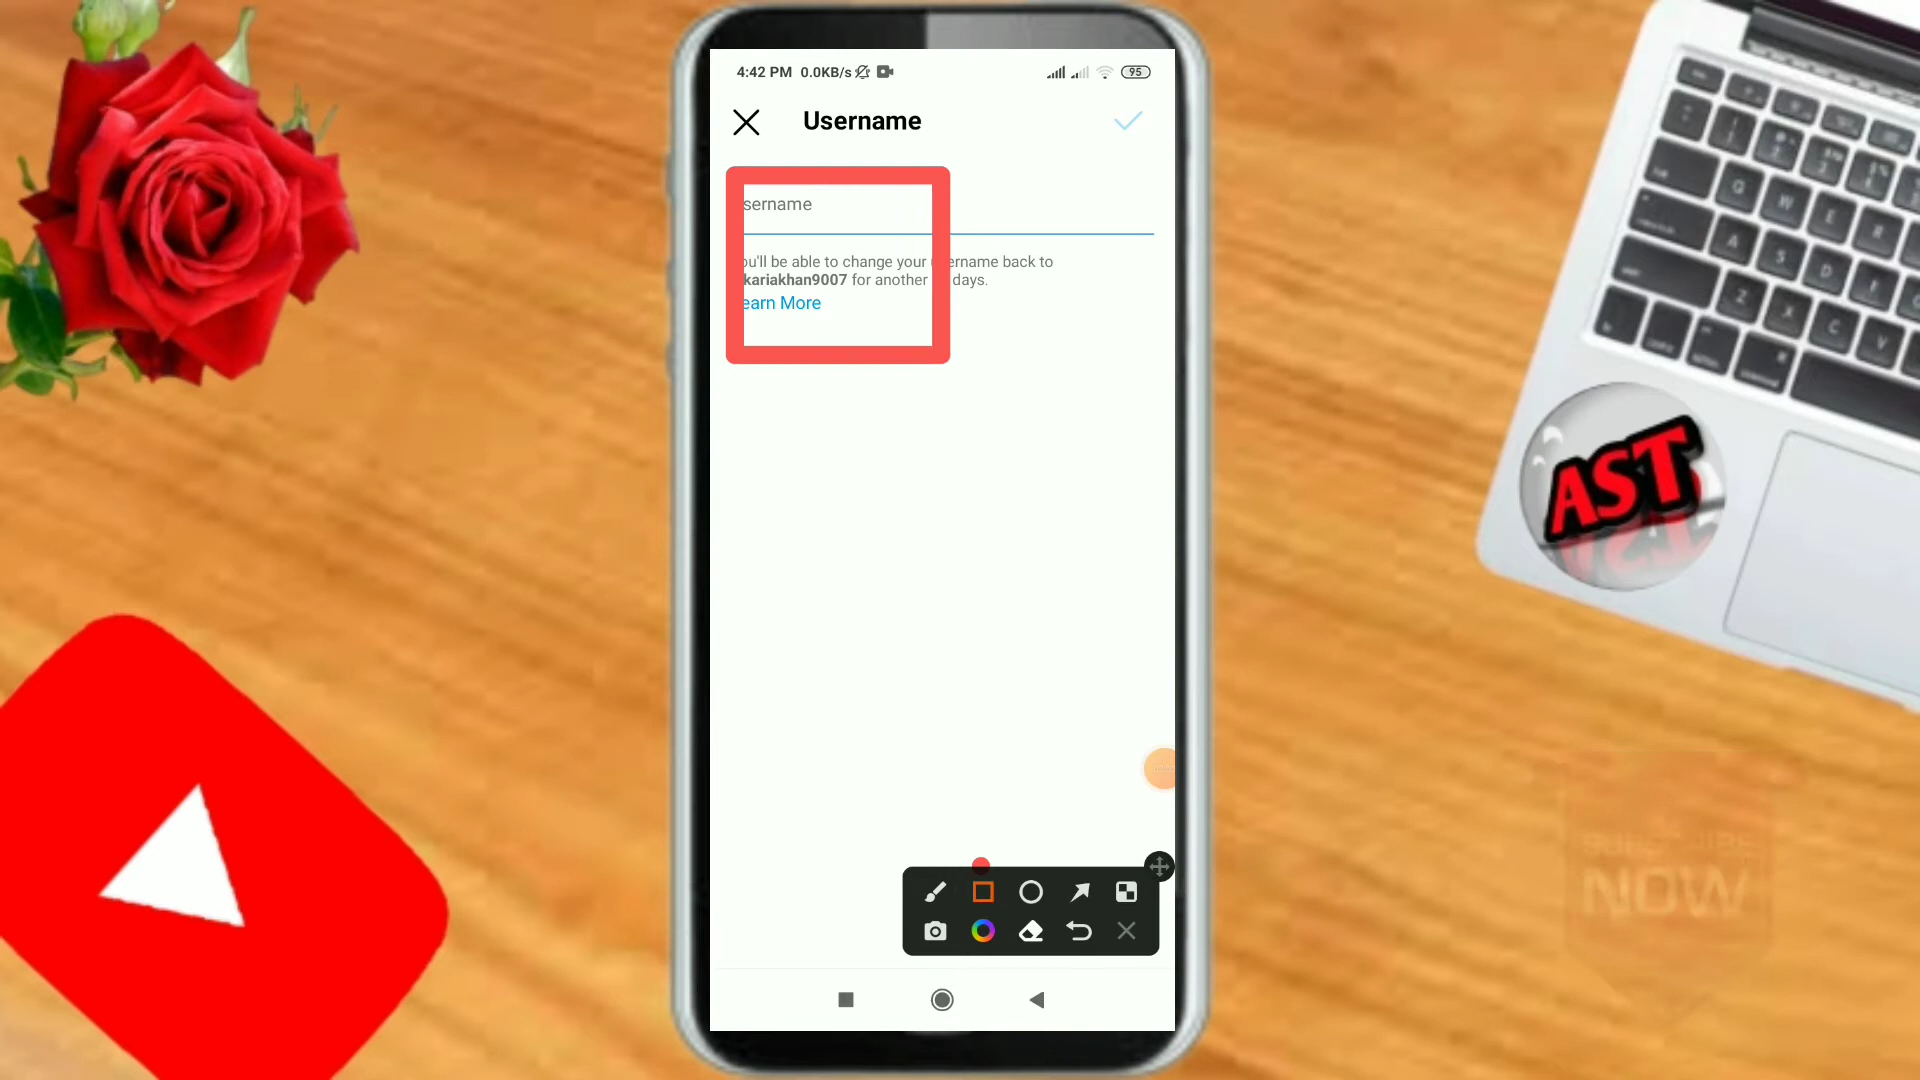 4:42 PM 0.0KB/s
95
Username
sername
ou'll be able to change your ername back to
kariakhan9007 for another days.
earn More
AST
NOW